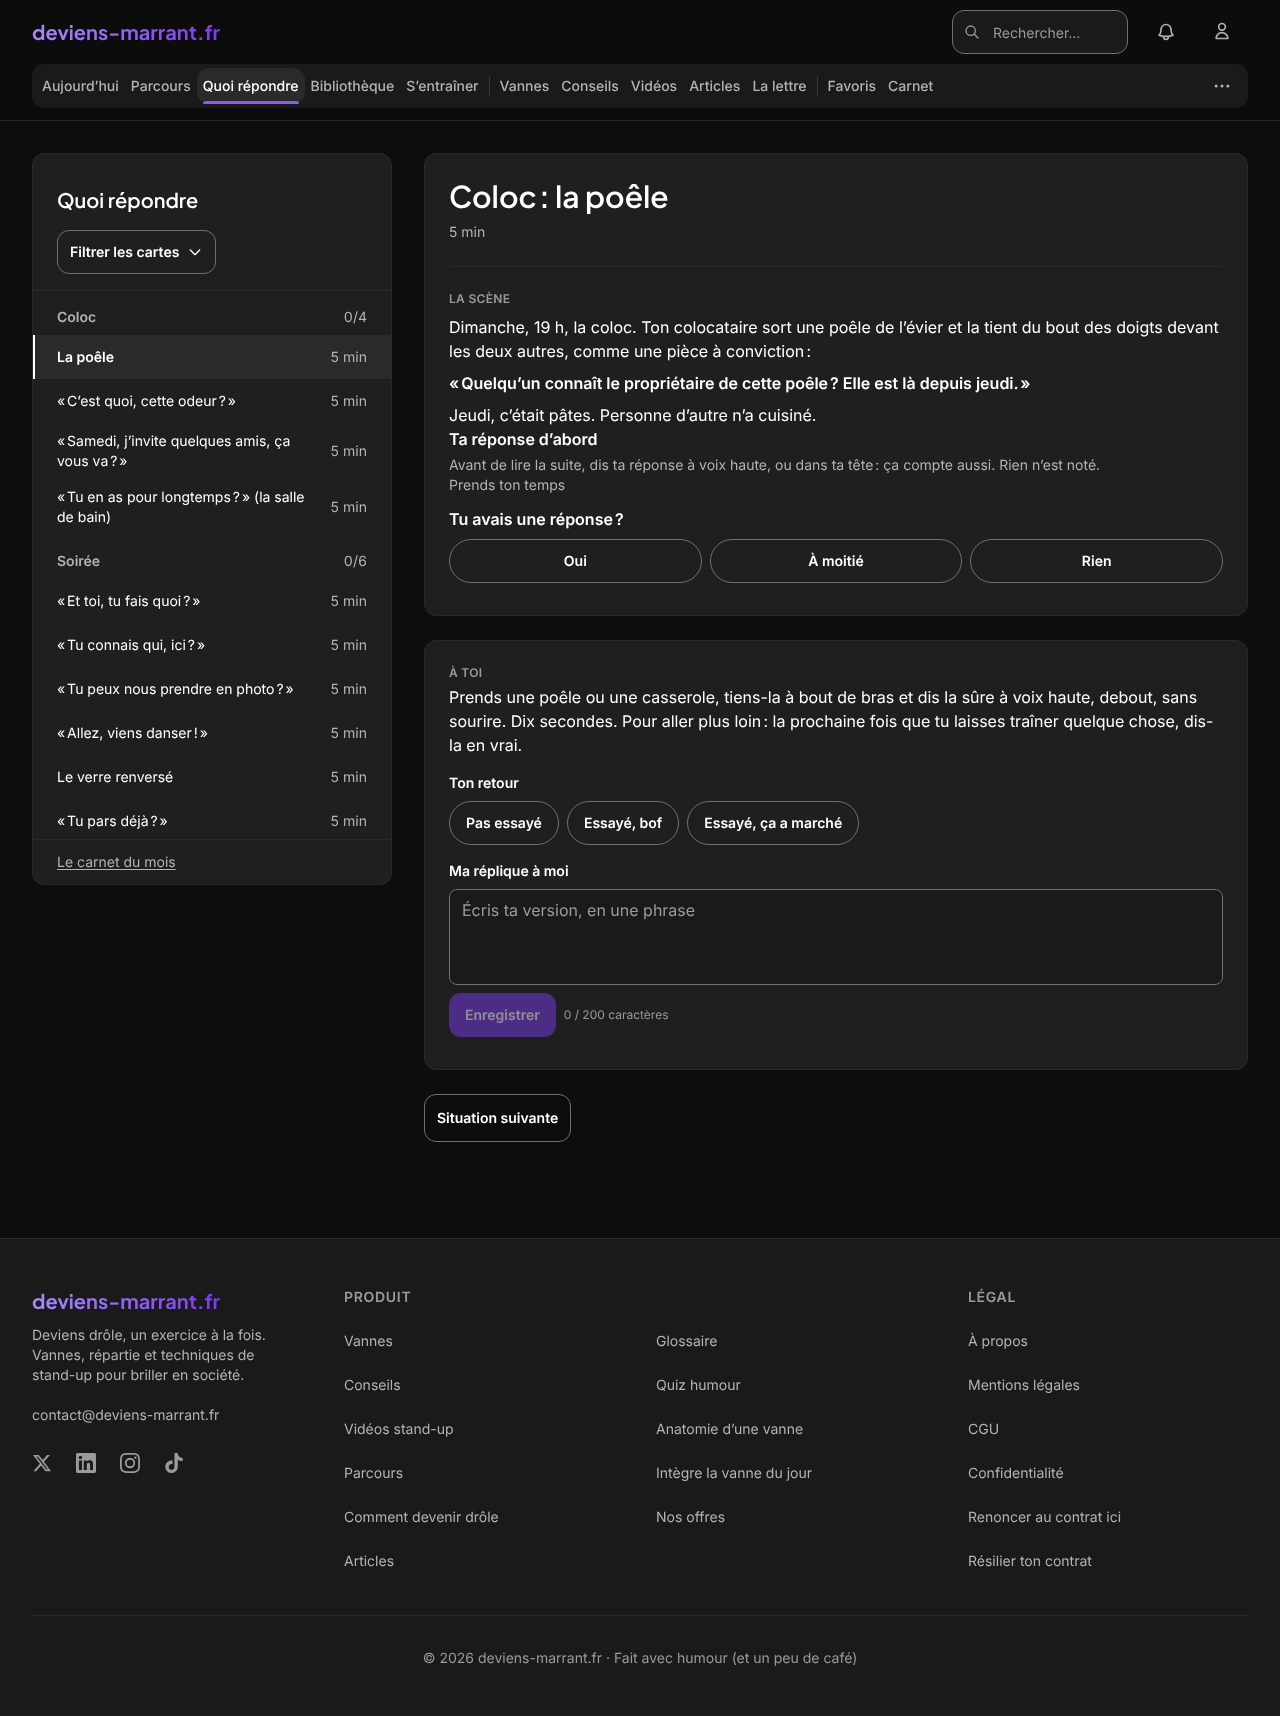 deviens-marrant.fr
Rechercher...
Aujourd’hui Parcours Quoi répondre Bibliothèque S’entraîner Vannes Conseils Vidéos Articles La lettre Favoris Carnet
Quoi répondre
Filtrer les cartes
Coloc 0/4
La poêle 5 min
« C’est quoi, cette odeur ? » 5 min
« Samedi, j’invite quelques amis, ça
vous va ? » 5 min
« Tu en as pour longtemps ? » (la salle
de bain) 5 min
Soirée 0/6
« Et toi, tu fais quoi ? » 5 min
« Tu connais qui, ici ? » 5 min
« Tu peux nous prendre en photo ? » 5 min
« Allez, viens danser ! » 5 min
Le verre renversé 5 min
« Tu pars déjà ? » 5 min
Le carnet du mois
Coloc : la poêle
5 min
LA SCÈNE
Dimanche, 19 h, la coloc. Ton colocataire sort une poêle de l’évier et la tient du bout des doigts devant
les deux autres, comme une pièce à conviction :
« Quelqu’un connaît le propriétaire de cette poêle ? Elle est là depuis jeudi. »
Jeudi, c’était pâtes. Personne d’autre n’a cuisiné.
Ta réponse d’abord
Avant de lire la suite, dis ta réponse à voix haute, ou dans ta tête : ça compte aussi. Rien n’est noté.
Prends ton temps
Tu avais une réponse ?
Oui À moitié Rien
À TOI
Prends une poêle ou une casserole, tiens-la à bout de bras et dis la sûre à voix haute, debout, sans
sourire. Dix secondes. Pour aller plus loin : la prochaine fois que tu laisses traîner quelque chose, dis-
la en vrai.
Ton retour
Pas essayé Essayé, bof Essayé, ça a marché
Ma réplique à moi
Écris ta version, en une phrase
Enregistrer 0 / 200 caractères
Situation suivante
deviens-marrant.fr
Deviens drôle, un exercice à la fois.
Vannes, répartie et techniques de
stand-up pour briller en société.
contact@deviens-marrant.fr
PRODUIT
Vannes
Conseils
Vidéos stand-up
Parcours
Comment devenir drôle
Articles
Glossaire
Quiz humour
Anatomie d’une vanne
Intègre la vanne du jour
Nos offres
LÉGAL
À propos
Mentions légales
CGU
Confidentialité
Renoncer au contrat ici
Résilier ton contrat
© 2026 deviens-marrant.fr · Fait avec humour (et un peu de café)